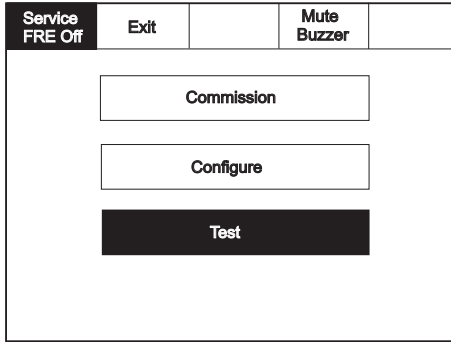 Service
FRE Off
Exit
Mute
Buzzer
Commission
Configure
Test